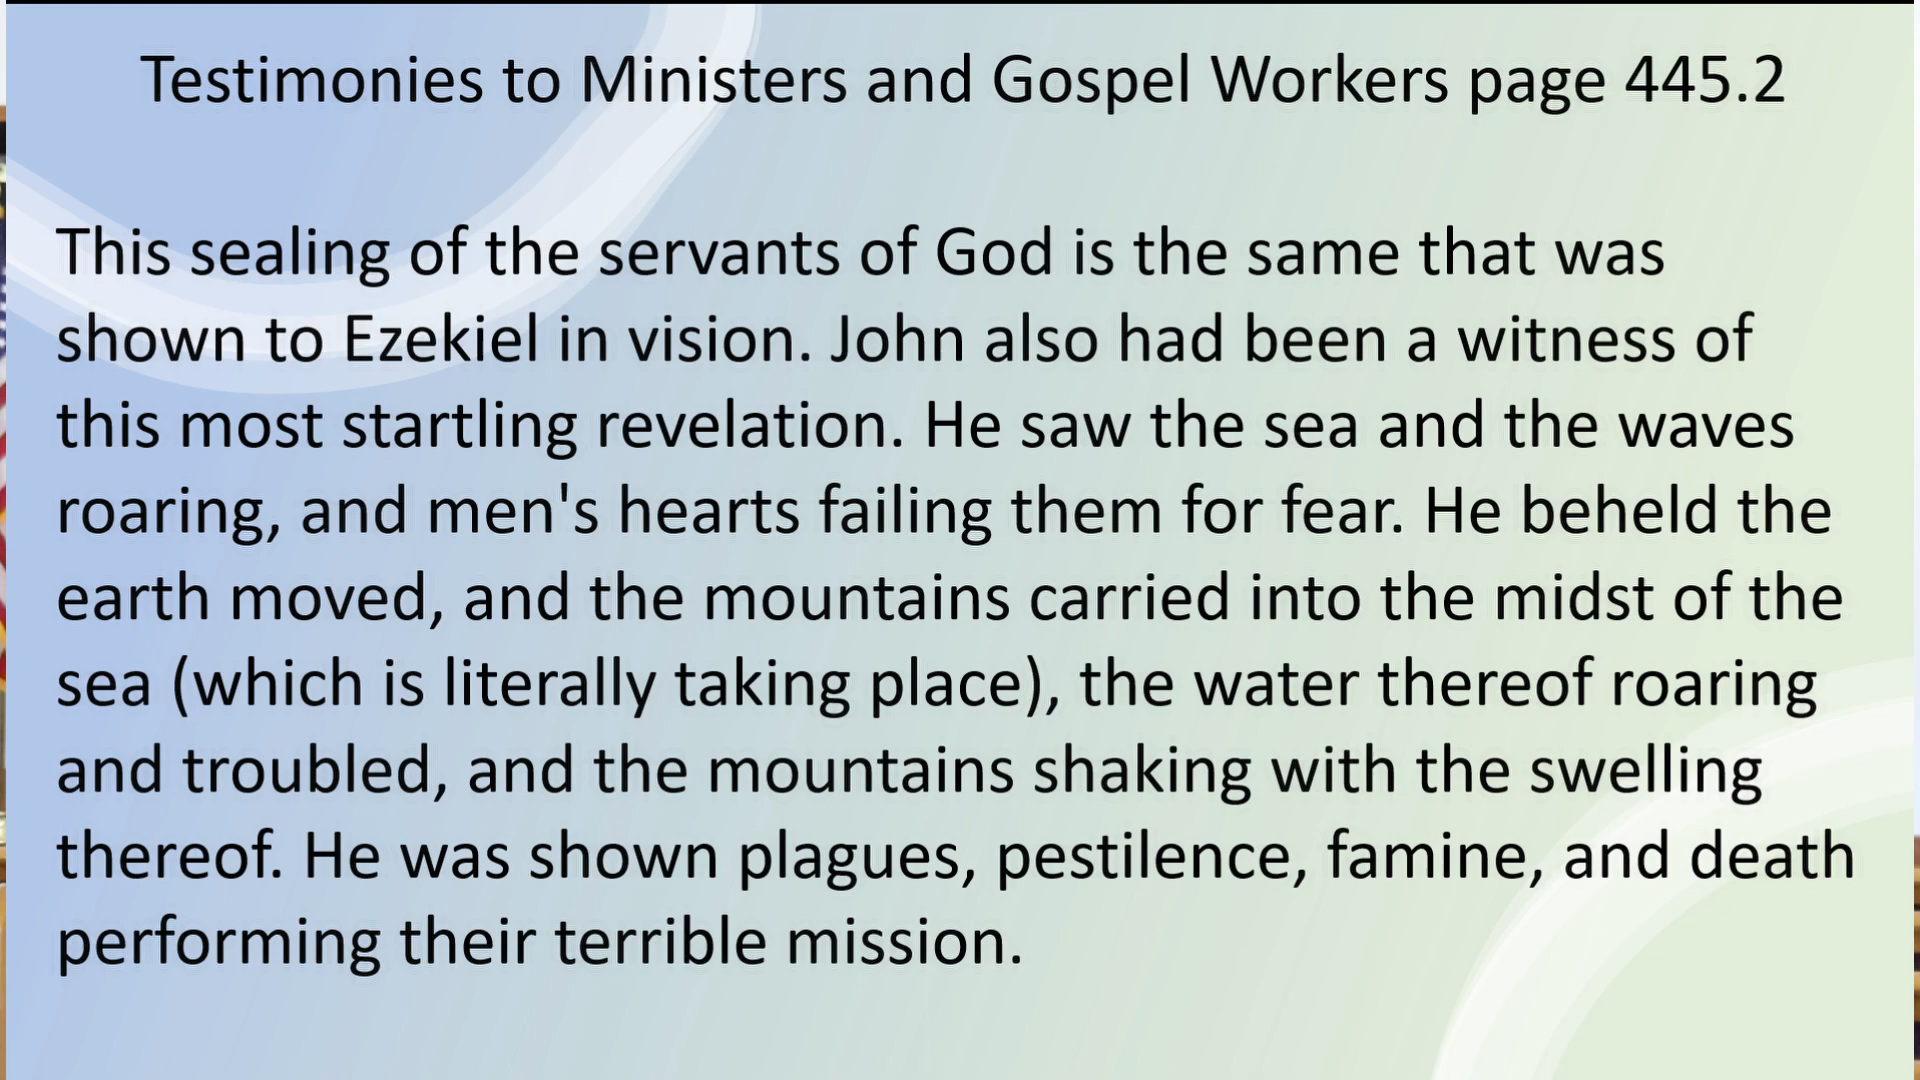 Testimonies to Ministers and Gospel Workers page 445.2
This sealing of the servants of God is the same that was
shown to Ezekiel in vision. John also had been a witness of
this most startling revelation. He saw the sea and the waves
roaring, and men's hearts failing them for fear. He beheld the
earth moved, and the mountains carried into the midst of the
sea (which is literally taking place), the water thereof roaring
and troubled, and the mountains shaking with the swelling
thereof. He was shown plagues, pestilence, famine, and death
performing their terrible mission.